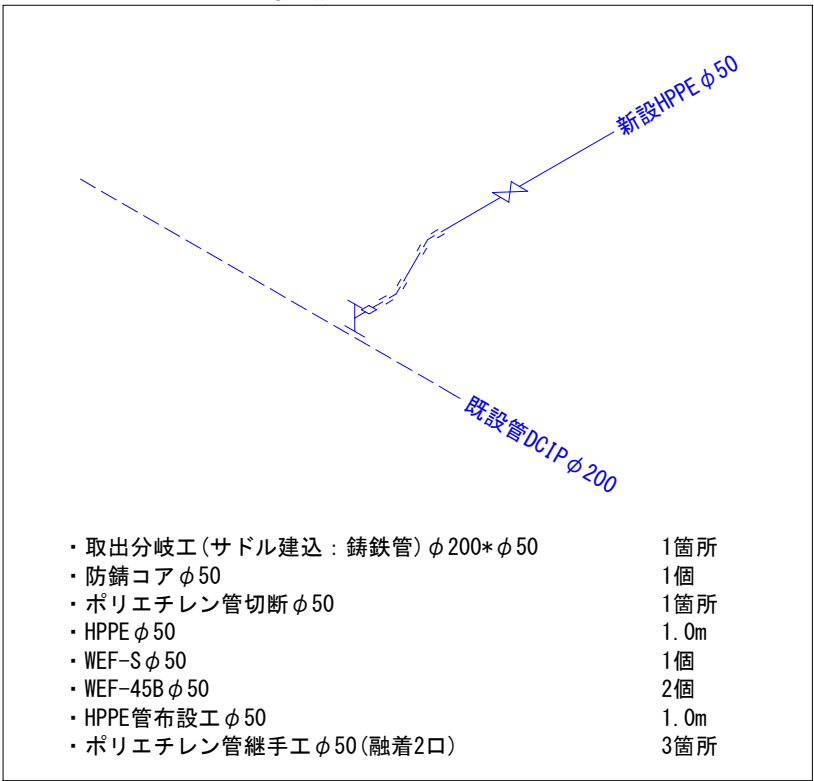 新設HPPEφ50
既設管DCIPφ200
・取出分岐工(サドル建込：鋳鉄管)φ200*φ50 1箇所
・防錆コアφ50 1個
・ポリエチレン管切断φ50 1箇所
・HPPEφ50 1.0m
・WEF-Sφ50 1個
・WEF-45Bφ50 2個
・HPPE管布設工φ50 1.0m
・ポリエチレン管継手工φ50(融着2口) 3箇所